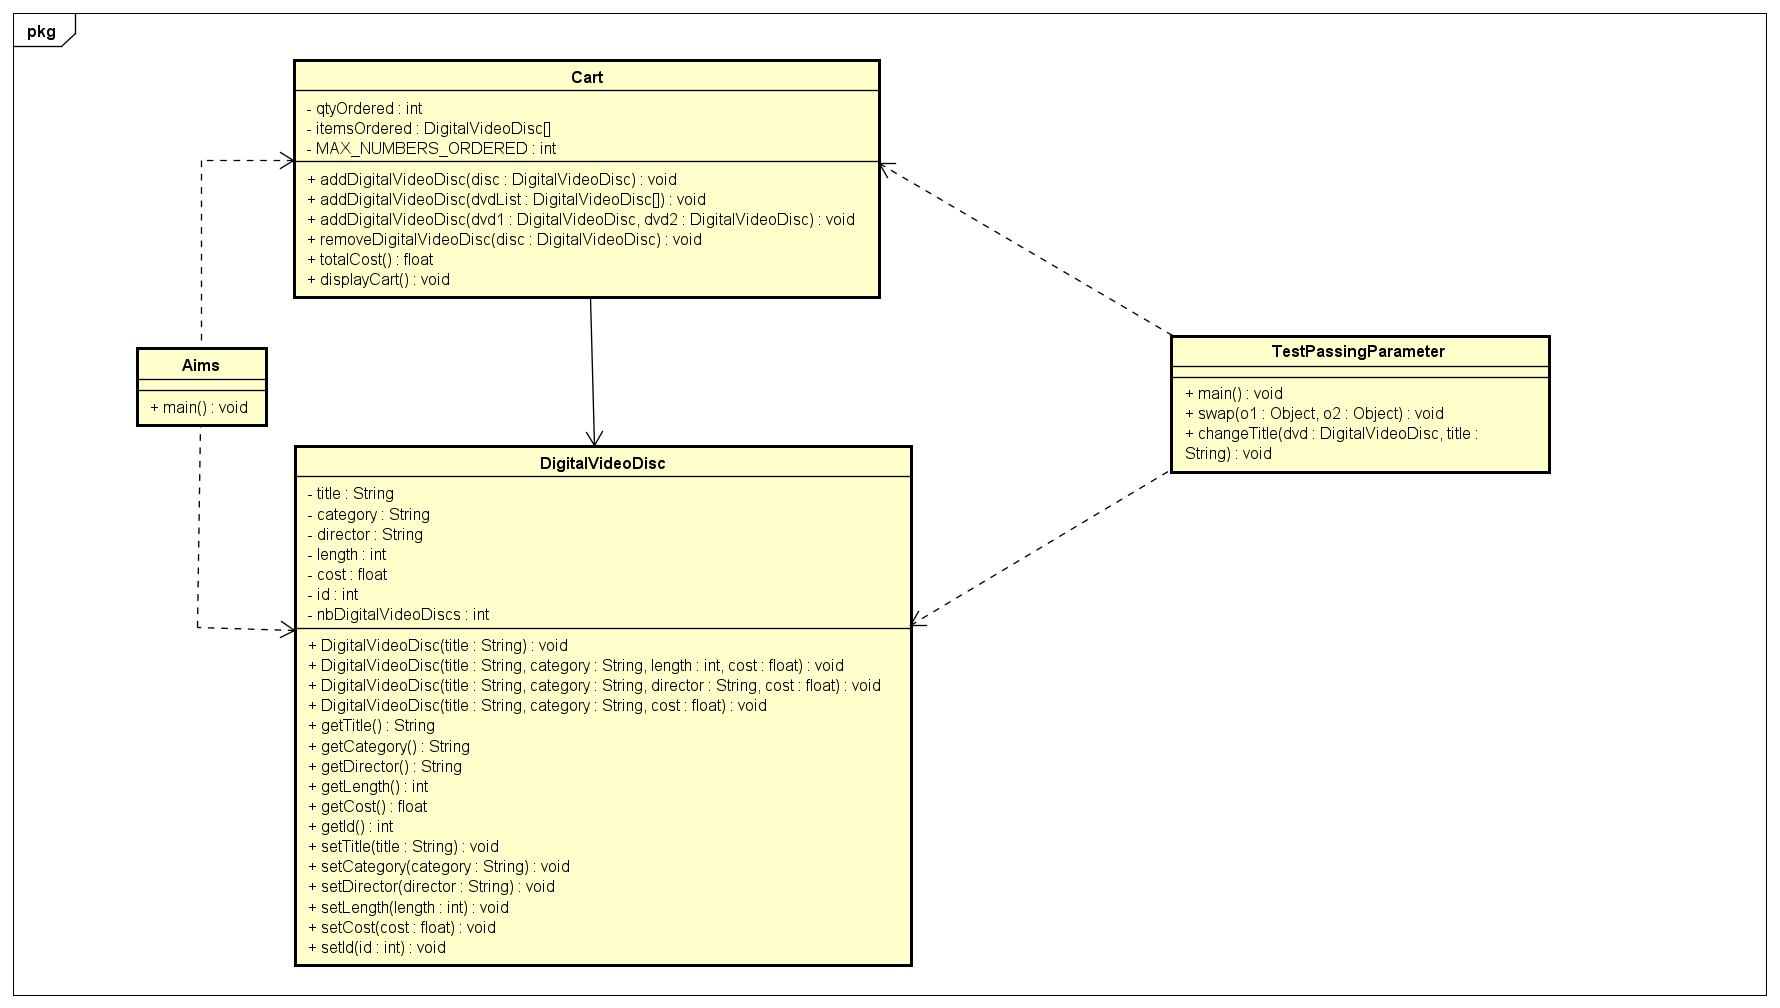 pkg
Cart
- qtyOrdered : int
- itemsOrdered : DigitalVideoDisc[]
- MAX_NUMBERS_ORDERED : int
+ addDigitalVideoDisc(disc : DigitalVideoDisc) : void
+ addDigitalVideoDisc(dvdList : DigitalVideoDisc[]) : void
+ addDigitalVideoDisc(dvd1 : DigitalVideoDisc, dvd2 : DigitalVideoDisc) : void
+ removeDigitalVideoDisc(disc : DigitalVideoDisc) : void
+ totalCost() : float
+ displayCart() : void
Aims
+ main() : void
TestPassingParameter
+ main() : void
+ swap(o1 : Object, o2 : Object) : void
+ changeTitle(dvd : DigitalVideoDisc, title :
String) : void
DigitalVideoDisc
- title : String
- category : String
- director : String
- length : int
- cost : float
- id : int
- nbDigitalVideoDiscs : int
+ DigitalVideoDisc(title : String) : void
+ DigitalVideoDisc(title : String, category : String, length : int, cost : float) : void
+ DigitalVideoDisc(title : String, category : String, director : String, cost : float) : void
+ DigitalVideoDisc(title : String, category : String, cost : float) : void
+ getTitle() : String
+ getCategory() : String
+ getDirector() : String
+ getLength() : int
+ getCost() : float
+ getId() : int
+ setTitle(title : String) : void
+ setCategory(category : String) : void
+ setDirector(director : String) : void
+ setLength(length : int) : void
+ setCost(cost : float) : void
+ setId(id : int) : void